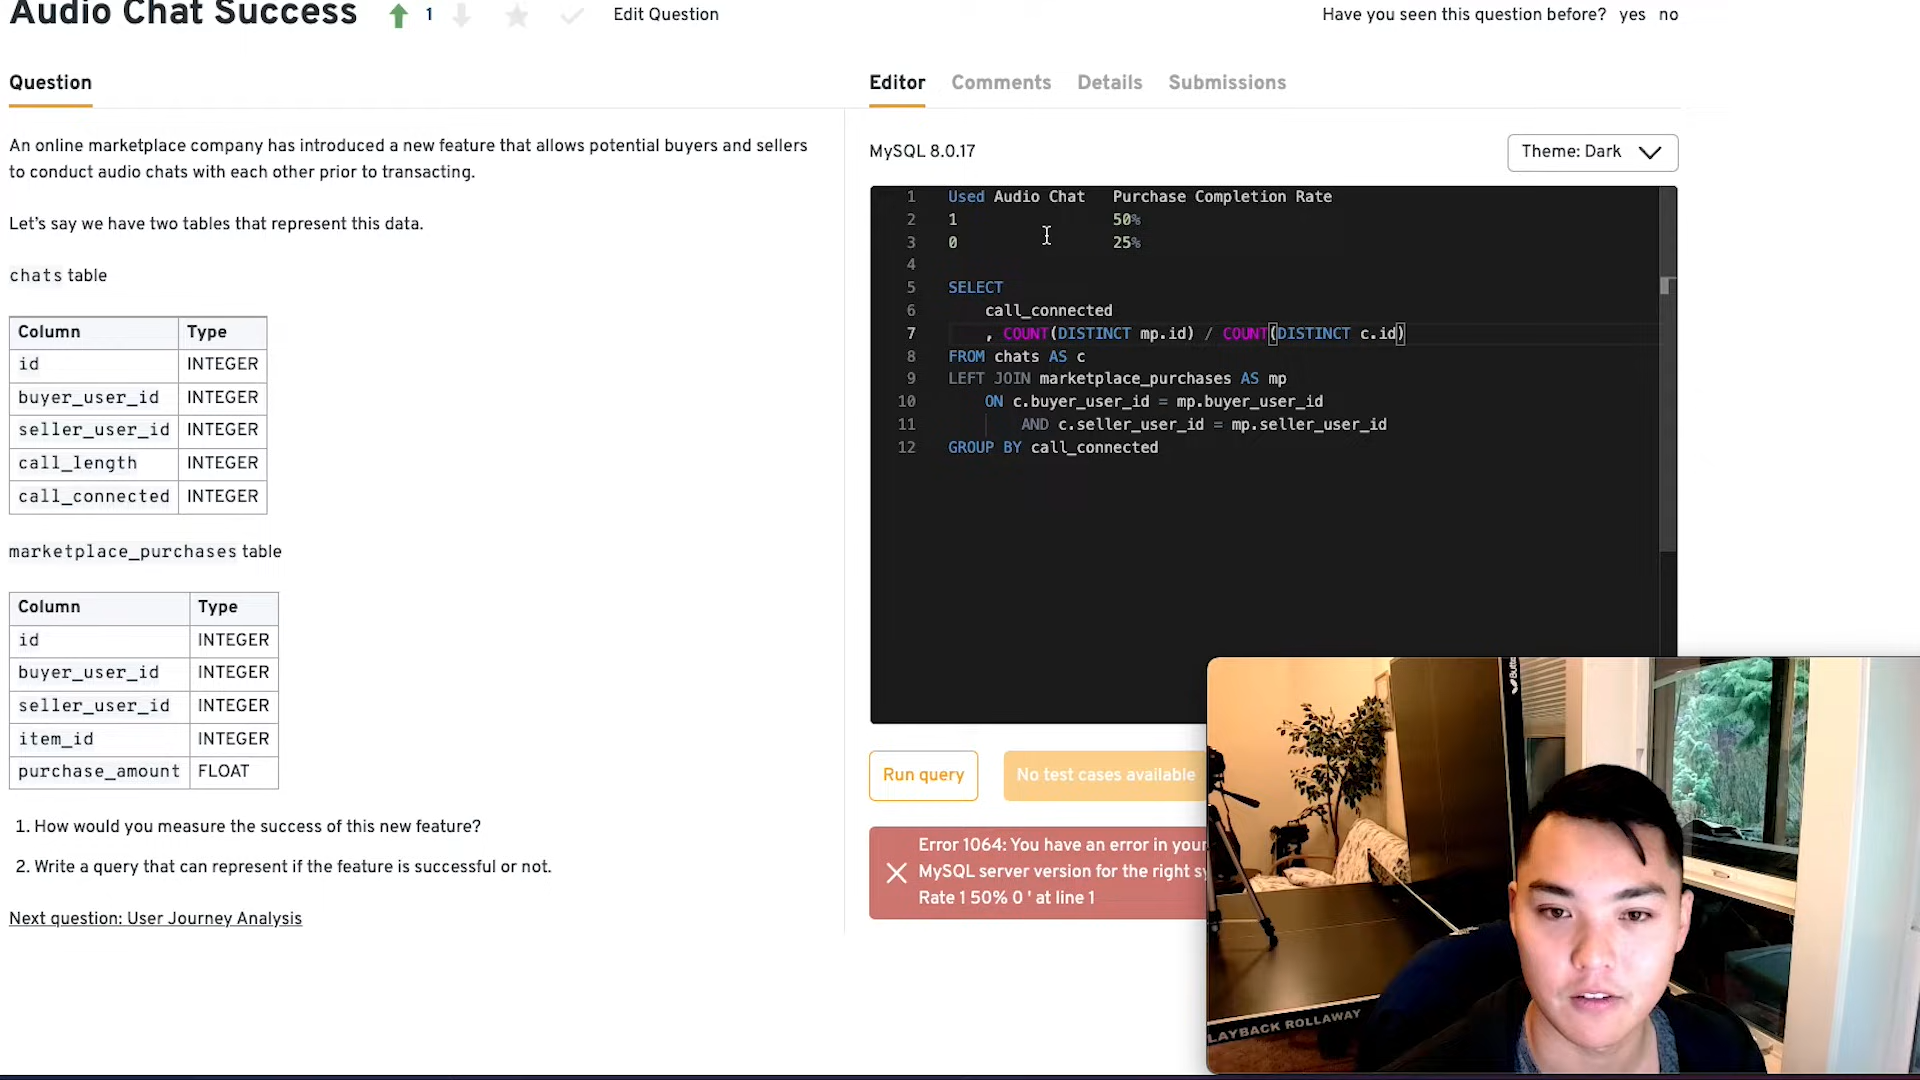 Audio Chat Success
1
Edit Question
Have you seen this question before? yes no
Question
An online marketplace company has introduced a new feature that allows potential buyers and sellers
to conduct audio chats with each other prior to transacting.
Let's say we have two tables that represent this data.
chats table
Column Type
id INTEGER
buyer_user_id INTEGER
seller_user_id INTEGER
call_length INTEGER
call_connected INTEGER
marketplace_purchases table
Column Type
id INTEGER
buyer_user_id INTEGER
seller_user_id INTEGER
item_id INTEGER
purchase_amount FLOAT
1. How would you measure the success of this new feature?
2. Write a query that can represent if the feature is successful or not.
Next question: User Journey Analysis
Editor Comments Details Submissions
MySQL 8.0.17
Theme: Dark
1 Used Audio Chat Purchase Completion Rate
2 1 50%
3 0 25%
4
5 SELECT
6 call_connected
7 , COUNT(DISTINCT mp.id) / COUNT(DISTINCT c.id)
8 FROM chats AS c
9 LEFT JOIN marketplace_purchases AS mp
10 ON c.buyer_user_id = mp.buyer_user_id
11 AND c.seller_user_id = mp.seller_user_id
12 GROUP BY call_connected
Run query
No test cases available
Error 1064: You have an error in your
MySQL server version for the right sy
Rate 1 50% 0 ' at line 1
LAYBACK ROLLAWAY